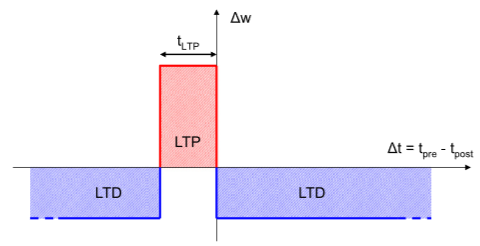 Δw
t_LTP
LTP
Δt = t_pre - t_post
LTD
LTD